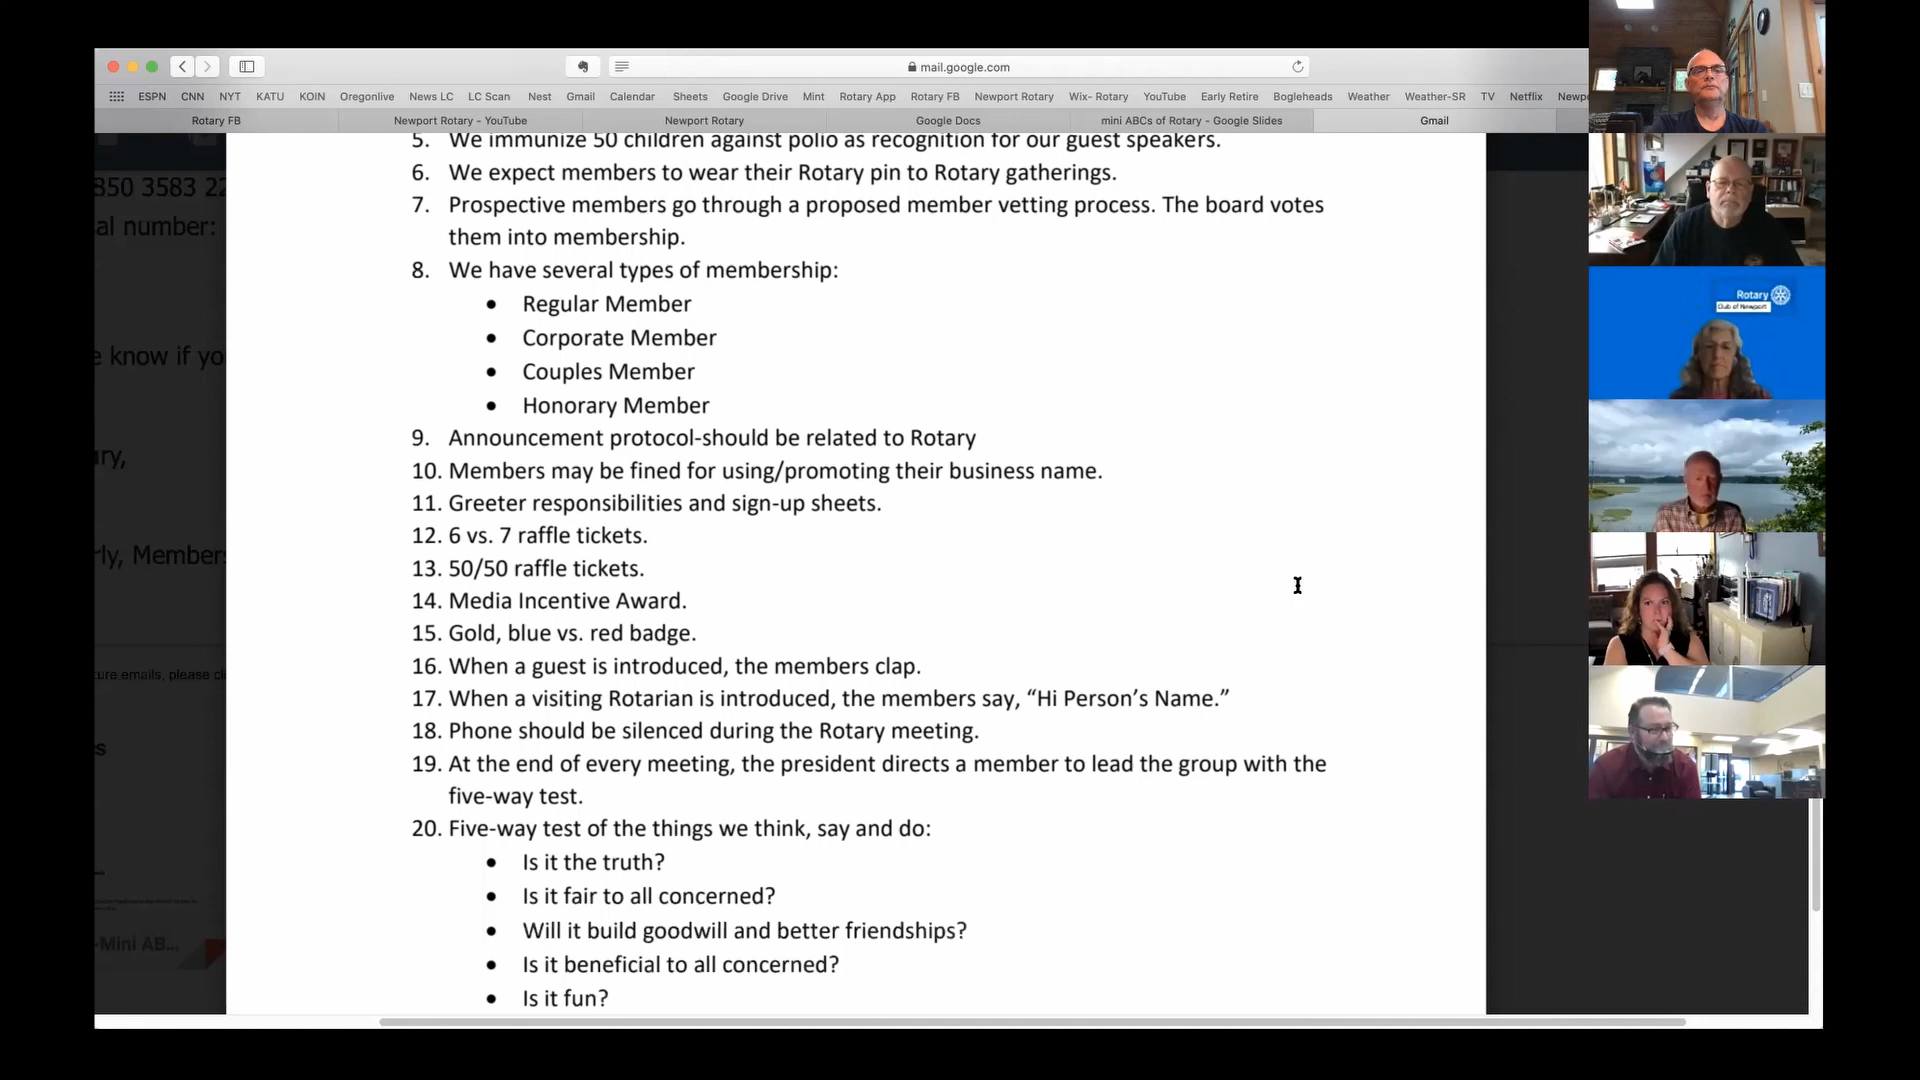 mail.google.com
ESPN CNN NYT KATU KOIN Oregonlive News LC LC Scan Nest Gmail Calendar Sheets Google Drive Mint Rotary App Rotary FB Newport Rotary Wix- Rotary YouTube Early Retire Bogleheads Weather Weather-SR TV Netflix Newp
Rotary FB Newport Rotary - YouTube Newport Rotary Google Docs mini ABCs of Rotary - Google Slides Gmail
5. We immunize 50 children against polio as recognition for our guest speakers.
6. We expect members to wear their Rotary pin to Rotary gatherings.
7. Prospective members go through a proposed member vetting process. The board votes
them into membership.
8. We have several types of membership:
• Regular Member
• Corporate Member
• Couples Member
• Honorary Member
9. Announcement protocol-should be related to Rotary
10. Members may be fined for using/promoting their business name.
11. Greeter responsibilities and sign-up sheets.
12. 6 vs. 7 raffle tickets.
13. 50/50 raffle tickets.
14. Media Incentive Award.
15. Gold, blue vs. red badge.
16. When a guest is introduced, the members clap.
17. When a visiting Rotarian is introduced, the members say, “Hi Person’s Name.”
18. Phone should be silenced during the Rotary meeting.
19. At the end of every meeting, the president directs a member to lead the group with the
five-way test.
20. Five-way test of the things we think, say and do:
• Is it the truth?
• Is it fair to all concerned?
• Will it build goodwill and better friendships?
• Is it beneficial to all concerned?
• Is it fun?
850 3583 22
al number:
e know if yo
ry,
rly, Member
ure emails, please cli
s
-Mini AB...
Rotary
Club of Newport